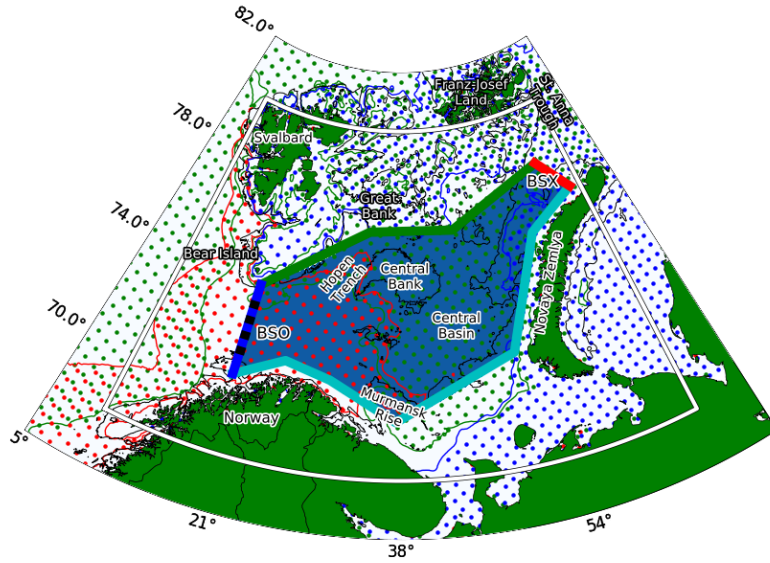 82.0°
Franz-Josef
Land
St. Anna
Trough
78.0°
Svalbard
BSX
Great
Bank
74.0°
Bear Island
Hopen
Trench
Central
Bank
Novaya Zemlya
70.0°
BSO
Central
Basin
Murmansk
Rise
Norway
5°
21°
38°
54°